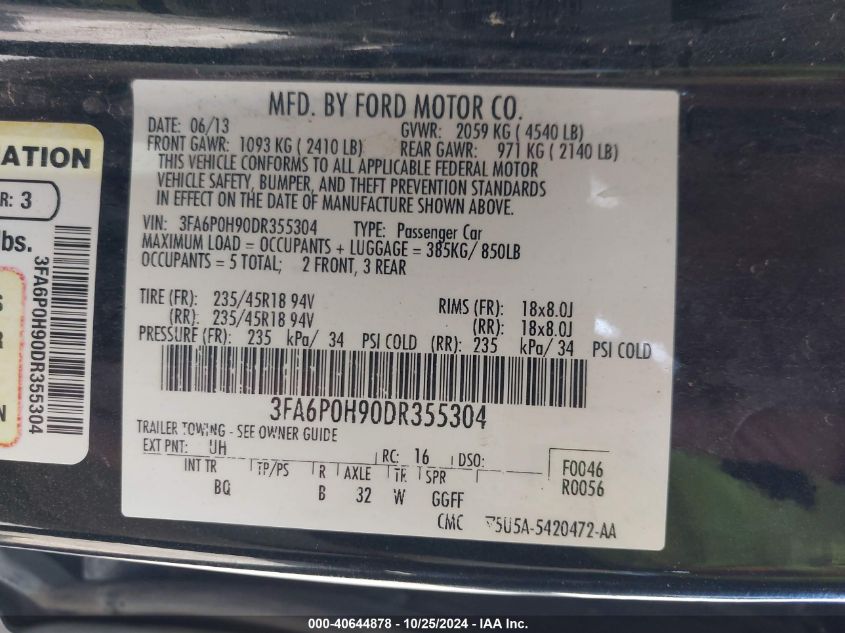 MFD. BY FORD MOTOR CO.
DATE: 06/13 GVWR: 2059 KG ( 4540 LB)
FRONT GAWR: 1093 KG ( 2410 LB) REAR GAWR: 971 KG ( 2140 LB)
THIS VEHICLE CONFORMS TO ALL APPLICABLE FEDERAL MOTOR
VEHICLE SAFETY, BUMPER, AND THEFT PREVENTION STANDARDS
IN EFFECT ON THE DATE OF MANUFACTURE SHOWN ABOVE.
VIN: 3FA6P0H90DR355304 TYPE: Passenger Car
MAXIMUM LOAD = OCCUPANTS + LUGGAGE = 385KG/ 850LB
OCCUPANTS = 5 TOTAL; 2 FRONT, 3 REAR
TIRE (FR): 235/45R18 94V RIMS (FR): 18x8.0J
(RR): 235/45R18 94V (RR): 18x8.0J
PRESSURE (FR): 235 kPa/ 34 PSI COLD (RR): 235 kPa/ 34 PSI COLD
3FA6P0H90DR355304
TRAILER TOWING - SEE OWNER GUIDE
EXT PNT: UH RC: 16 DSO: F0046
INT TR TP/PS R AXLE TR SPR R0056
BQ B 32 W GGFF
CMC 5U5A-5420472-AA
ATION
R: 3
lbs.
3FA6P0H90DR355304
S
R
N
000-40644878 - 10/25/2024 - IAA Inc.